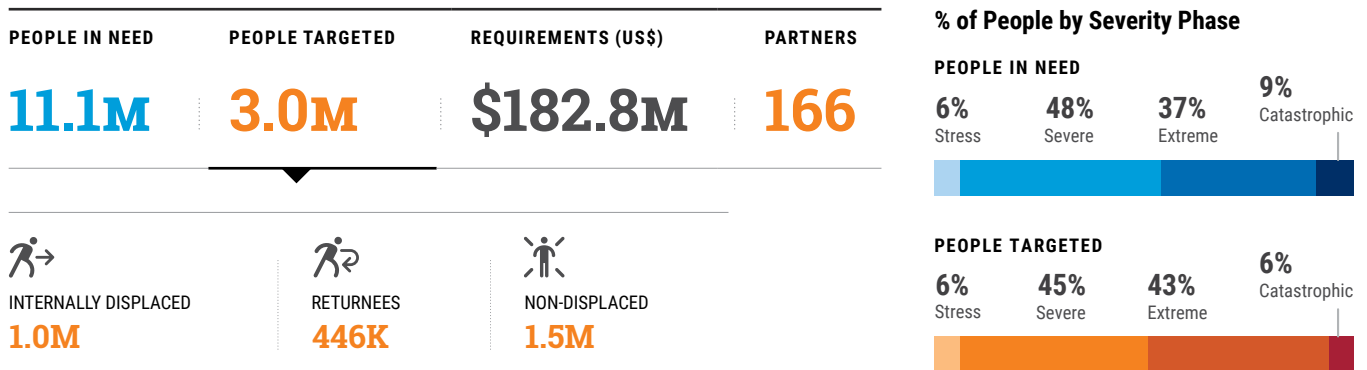 PEOPLE IN NEED
11.1M
PEOPLE TARGETED
3.0M
REQUIREMENTS (US$)
$182.8M
PARTNERS
166
INTERNALLY DISPLACED
1.0M
RETURNEES
446K
NON-DISPLACED
1.5M
% of People by Severity Phase
PEOPLE IN NEED
6%
Stress
48%
Severe
37%
Extreme
9%
Catastrophic
PEOPLE TARGETED
6%
Stress
45%
Severe
43%
Extreme
6%
Catastrophic